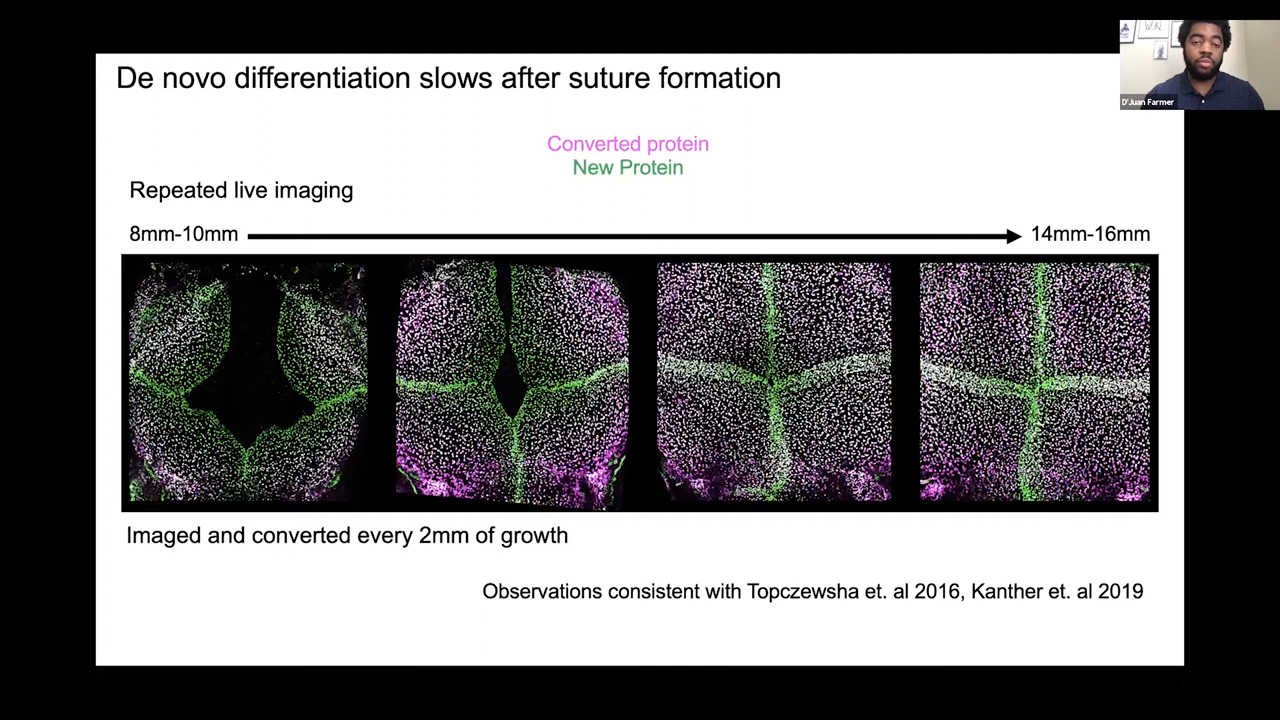 De novo differentiation slows after suture formation
D'Juan Farmer
Converted protein
New Protein
Repeated live imaging
8mm-10mm
14mm-16mm
Imaged and converted every 2mm of growth
Observations consistent with Topczewsha et. al 2016, Kanther et. al 2019